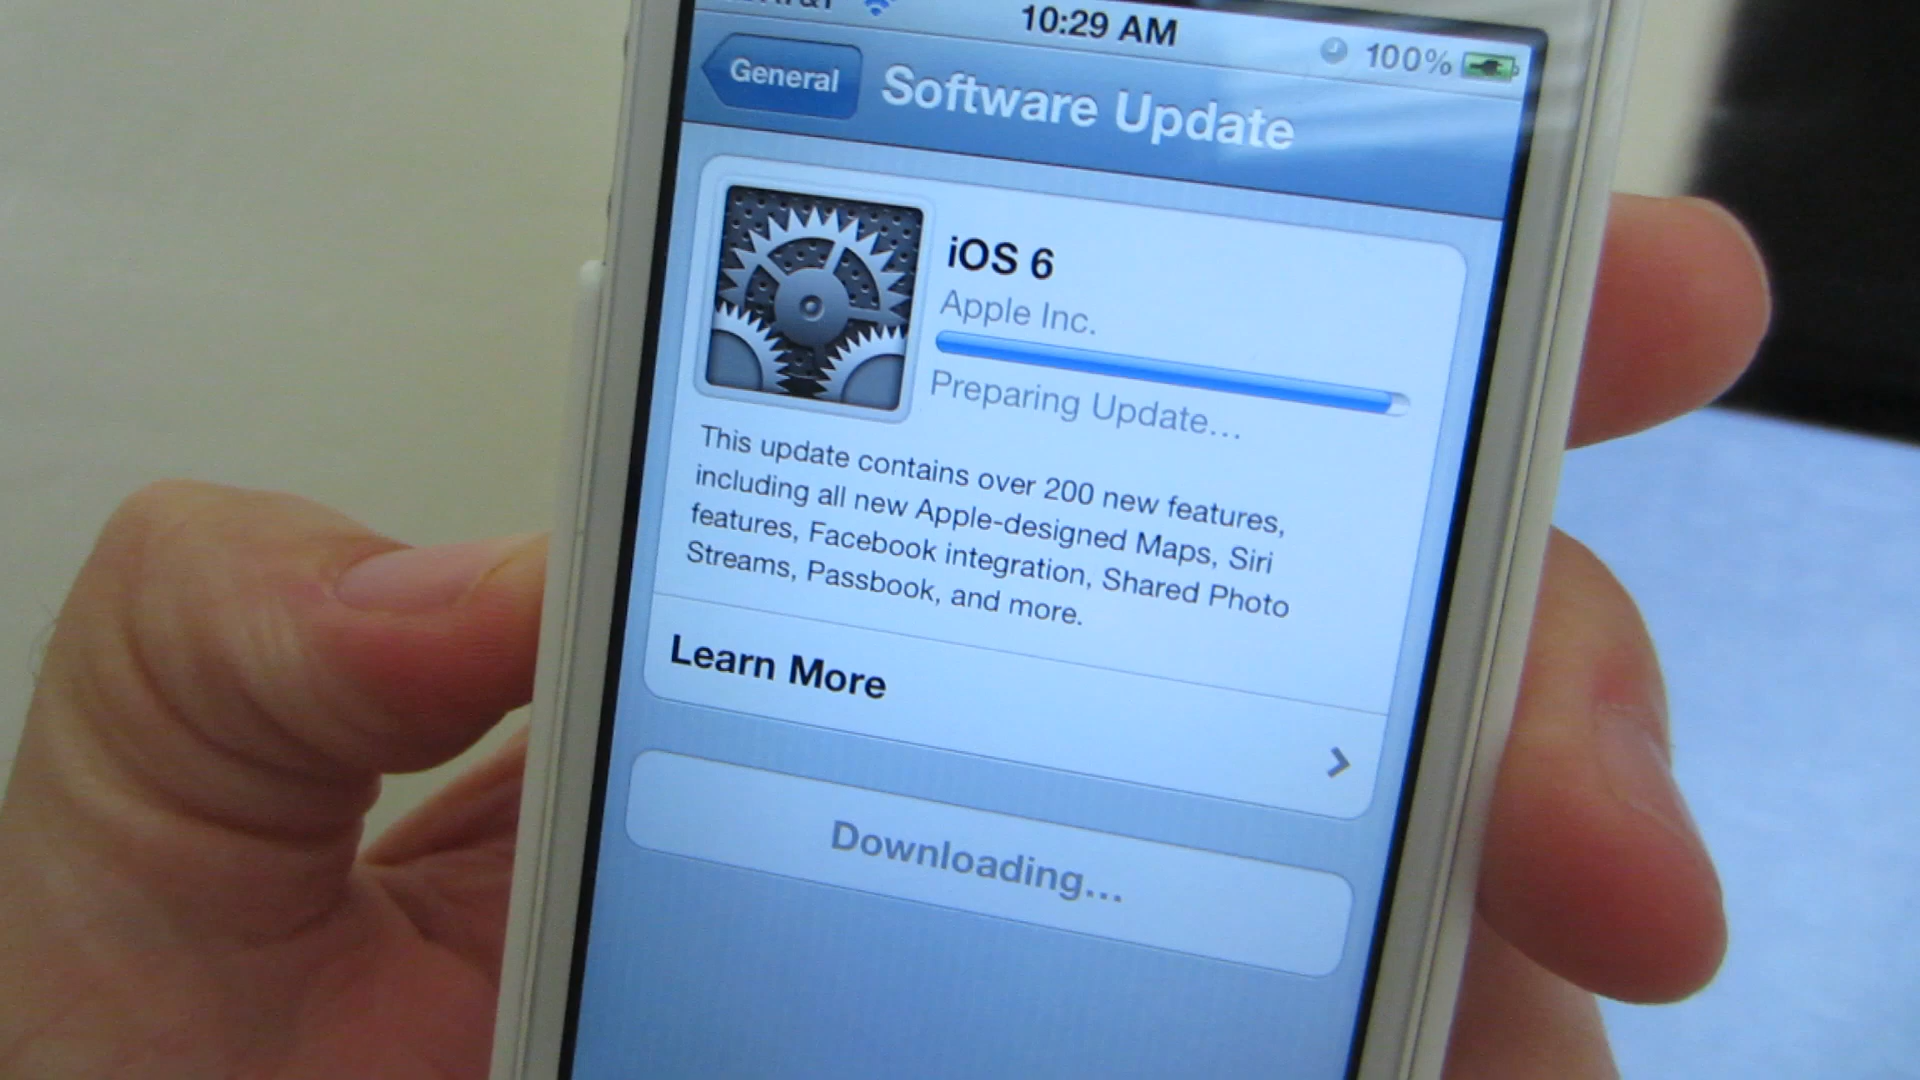 AT&T 10:29 AM 100%
General Software Update
iOS 6
Apple Inc.
Preparing Update...
This update contains over 200 new features,
including all new Apple-designed Maps, Siri
features, Facebook integration, Shared Photo
Streams, Passbook, and more.
Learn More
Downloading...